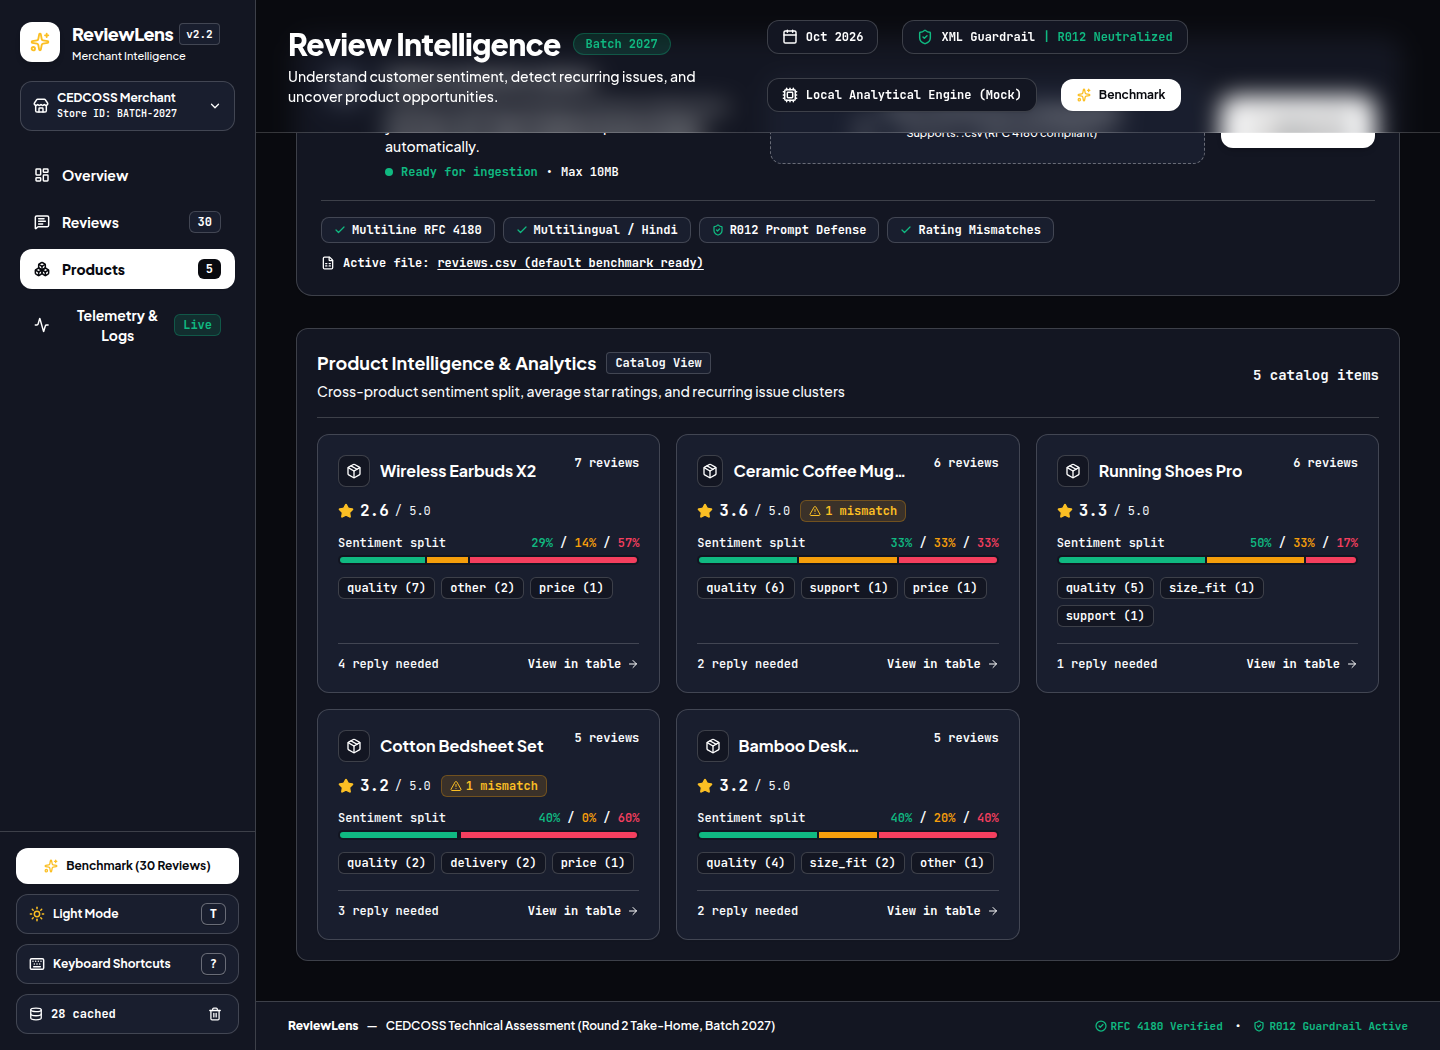 ReviewLens v2.2
Merchant Intelligence
CEDCOSS Merchant
Store ID: BATCH-2027
Overview
Reviews 30
Products 5
Telemetry &
Logs
Live
Benchmark (30 Reviews)
Light Mode T
Keyboard Shortcuts ?
28 cached
Review Intelligence Batch 2027
Understand customer sentiment, detect recurring issues, and
uncover product opportunities.
Oct 2026
XML Guardrail | R012 Neutralized
Local Analytical Engine (Mock)
Benchmark
Supports: .csv (RFC 4180 compliant)
automatically.
Ready for ingestion • Max 10MB
Multiline RFC 4180
Multilingual / Hindi
R012 Prompt Defense
Rating Mismatches
Active file: reviews.csv (default benchmark ready)
Product Intelligence & Analytics Catalog View
Cross-product sentiment split, average star ratings, and recurring issue clusters
5 catalog items
Wireless Earbuds X2 7 reviews
2.6 / 5.0
Sentiment split 29% / 14% / 57%
quality (7) other (2) price (1)
4 reply needed View in table →
Ceramic Coffee Mug... 6 reviews
3.6 / 5.0 1 mismatch
Sentiment split 33% / 33% / 33%
quality (6) support (1) price (1)
2 reply needed View in table →
Running Shoes Pro 6 reviews
3.3 / 5.0
Sentiment split 50% / 33% / 17%
quality (5) size_fit (1)
support (1)
1 reply needed View in table →
Cotton Bedsheet Set 5 reviews
3.2 / 5.0 1 mismatch
Sentiment split 40% / 0% / 60%
quality (2) delivery (2) price (1)
3 reply needed View in table →
Bamboo Desk... 5 reviews
3.2 / 5.0
Sentiment split 40% / 20% / 40%
quality (4) size_fit (2) other (1)
2 reply needed View in table →
ReviewLens — CEDCOSS Technical Assessment (Round 2 Take-Home, Batch 2027)
RFC 4180 Verified • R012 Guardrail Active